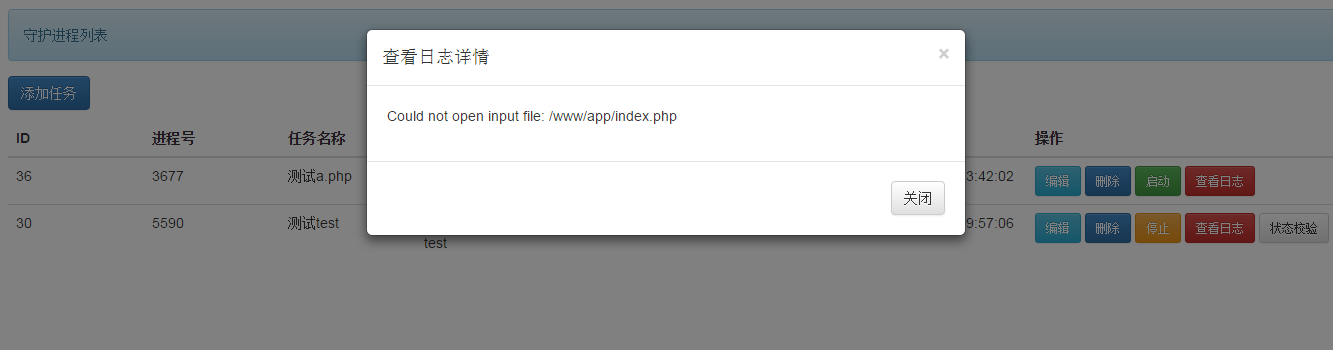 守护进程列表
查看日志详情 ×
添加任务
Could not open input file: /www/app/index.php
ID 进程号 任务名称 操作
36 3677 测试a.php 3:42:02 编辑 删除 启动 查看日志
关闭
30 5590 测试test 9:57:06 编辑 删除 停止 查看日志 状态校验
test